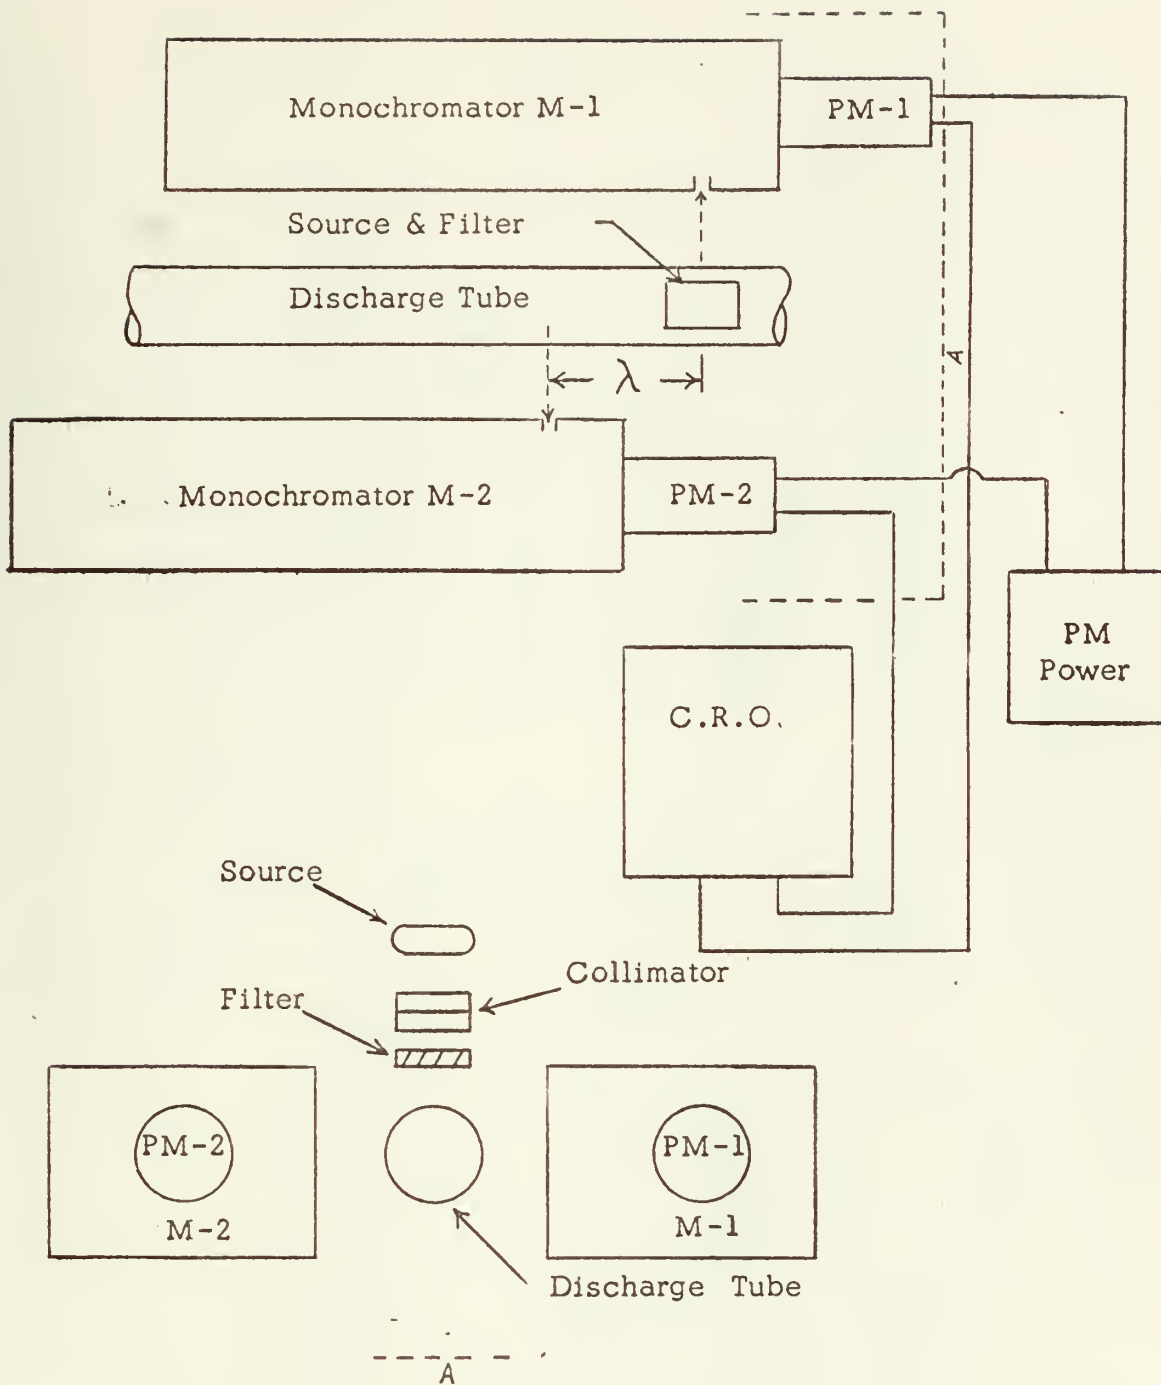 Monochromator M-1
PM-1
Source & Filter
Discharge Tube
A
λ
Monochromator M-2
PM-2
PM
Power
C.R.O.
Source
Collimator
Filter
PM-2
PM-1
M-2
M-1
Discharge Tube
A